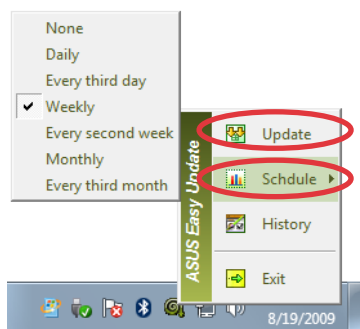 None
Daily
Every third day
Weekly
Every second week
Monthly
Every third month
ASUS Easy Update
Update
Schdule
History
Exit
8/19/2009